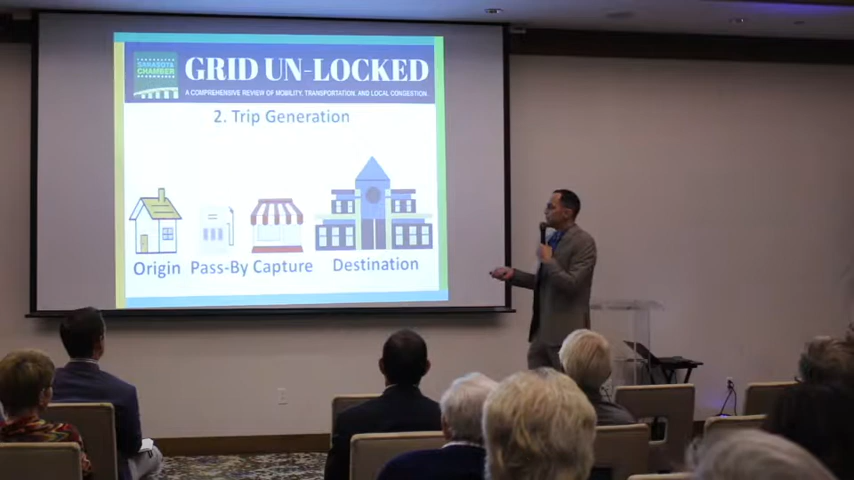 SARASOTA
CHAMBER
GRID UN-LOCKED
A COMPREHENSIVE REVIEW OF MOBILITY, TRANSPORTATION, AND LOCAL CONGESTION.
2. Trip Generation
Origin Pass-By Capture Destination